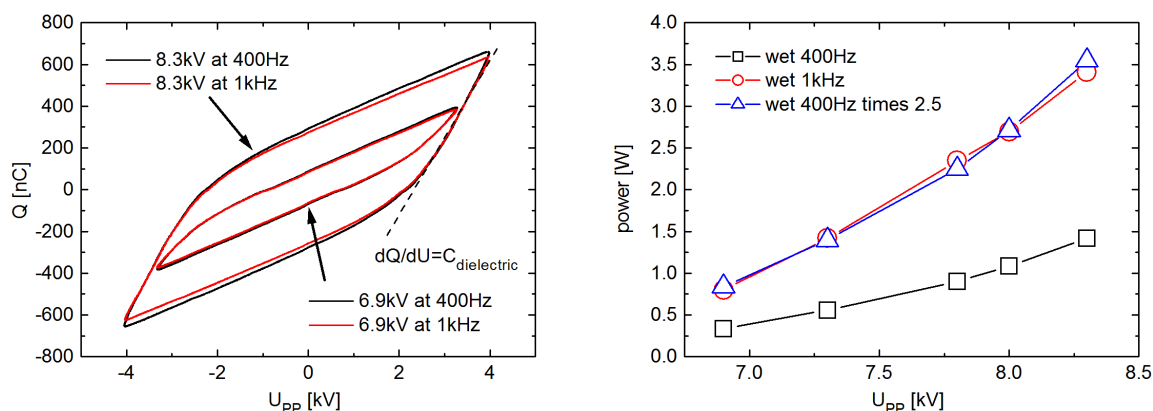 800
600
400
200
0
-200
-400
-600
-800
Q [nC]
8.3kV at 400Hz
8.3kV at 1kHz
dQ/dU=C_dielectric
6.9kV at 400Hz
6.9kV at 1kHz
-4 -2 0 2 4
U_PP [kV]
4.0
3.5
3.0
2.5
2.0
1.5
1.0
0.5
0.0
power [W]
wet 400Hz
wet 1kHz
wet 400Hz times 2.5
7.0 7.5 8.0 8.5
U_PP [kV]